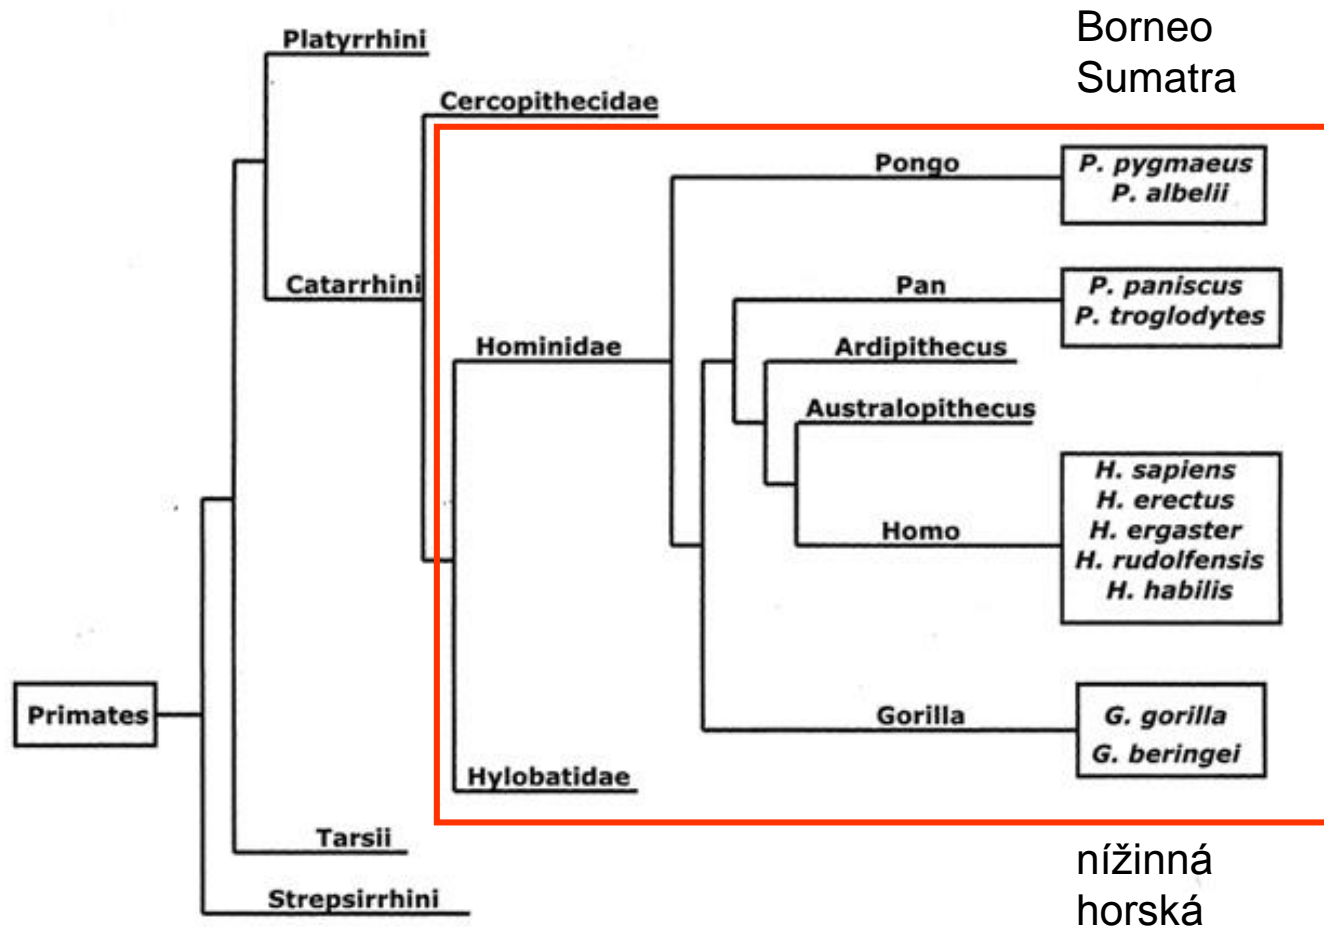 Borneo
Sumatra
Platyrrhini
Cercopithecidae
Pongo
P. pygmaeus
P. albelii
Catarrhini
Pan
P. paniscus
P. troglodytes
Hominidae
Ardipithecus
Australopithecus
Homo
H. sapiens
H. erectus
H. ergaster
H. rudolfensis
H. habilis
Primates
Gorilla
G. gorilla
G. beringei
Hylobatidae
Tarsii
Strepsirrhini
nížinná
horská